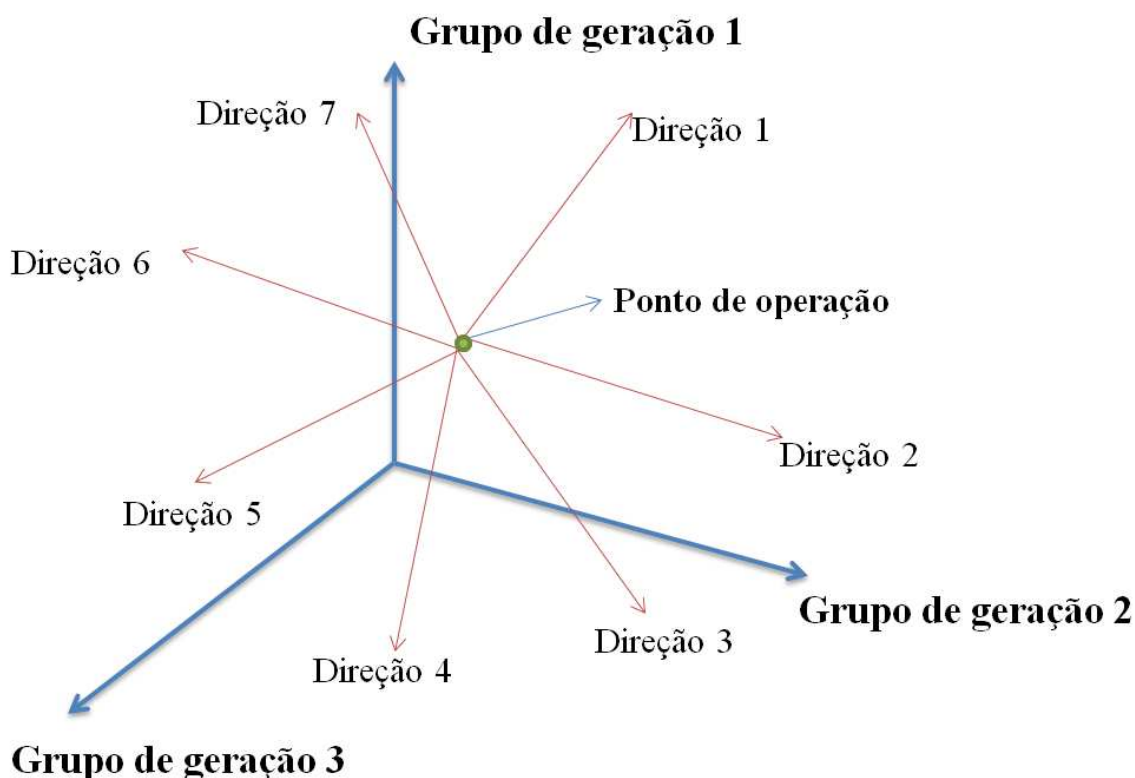 Grupo de geração 1
Direção 7
Direção 1
Direção 6
Ponto de operação
Direção 2
Direção 5
Grupo de geração 2
Direção 3
Direção 4
Grupo de geração 3